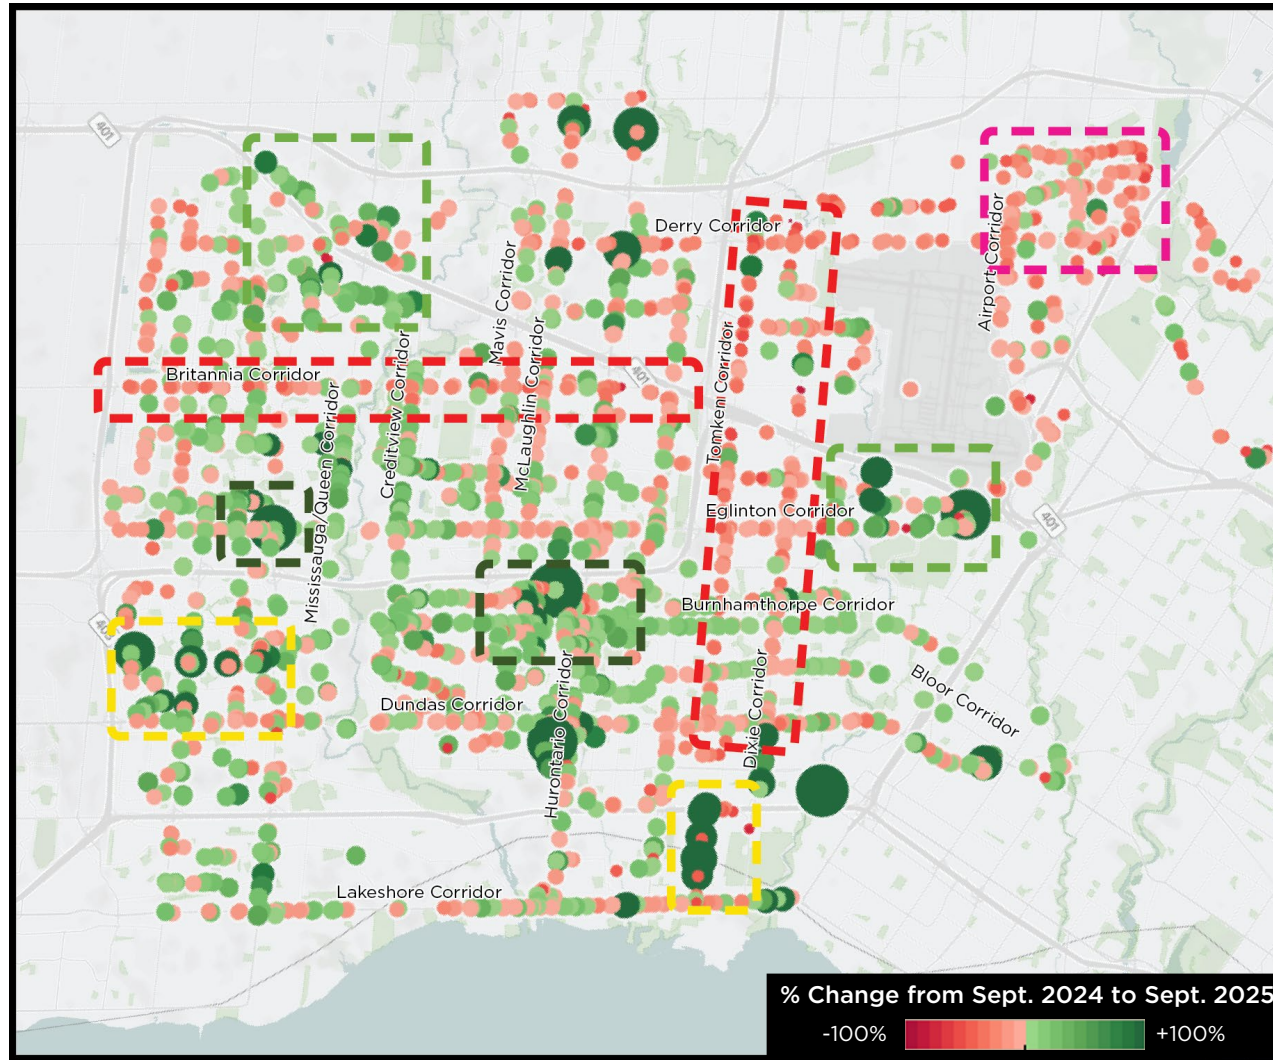 401
Derry Corridor
Airport Corridor
Mavis Corridor
McLaughlin Corridor
Creditview Corridor
Tomken Corridor
401
Britannia Corridor
Mississauga/Queen Corridor
Eglinton Corridor
401
Burnhamthorpe Corridor
403
Bloor Corridor
Dundas Corridor
Hurontario Corridor
Dixie Corridor
Lakeshore Corridor
% Change from Sept. 2024 to Sept. 2025
-100% +100%